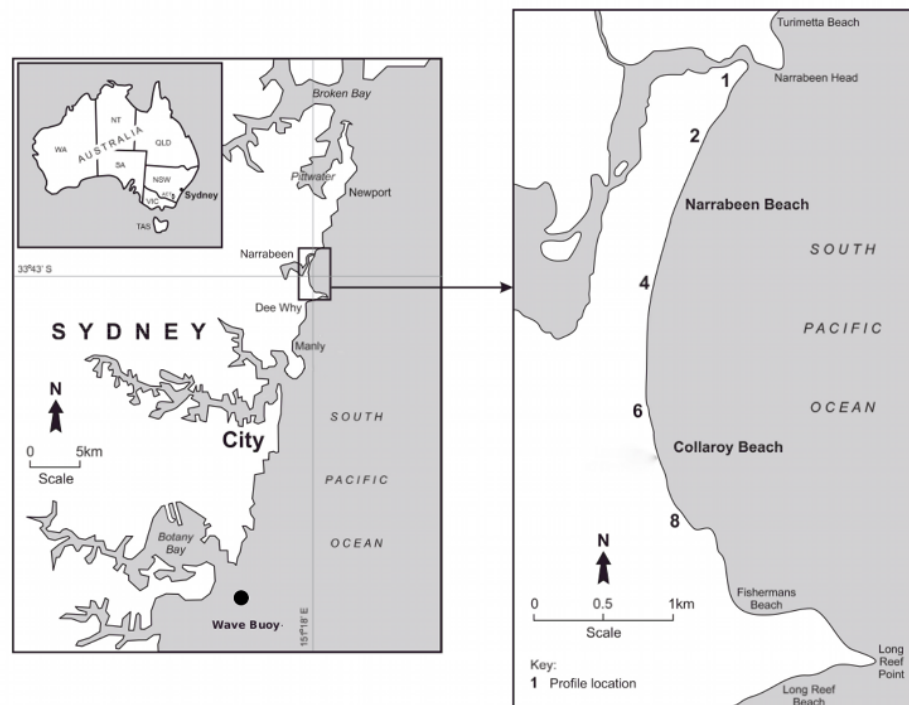 WA
NT
SA
QLD
NSW
VIC
TAS
AUSTRALIA
Sydney
Broken Bay
Pittwater
Newport
Narrabeen
33°43' S
Dee Why
SYDNEY
Manly
N
City
0 5km
Scale
SOUTH
PACIFIC
OCEAN
Botany
Bay
Wave Buoy
151°18' E
Turimetta Beach
1
Narrabeen Head
2
Narrabeen Beach
SOUTH
4
PACIFIC
6
OCEAN
Collaroy Beach
8
N
0 0.5 1km
Scale
Fishermans
Beach
Long
Reef
Point
Key:
1 Profile location
Long Reef
Beach